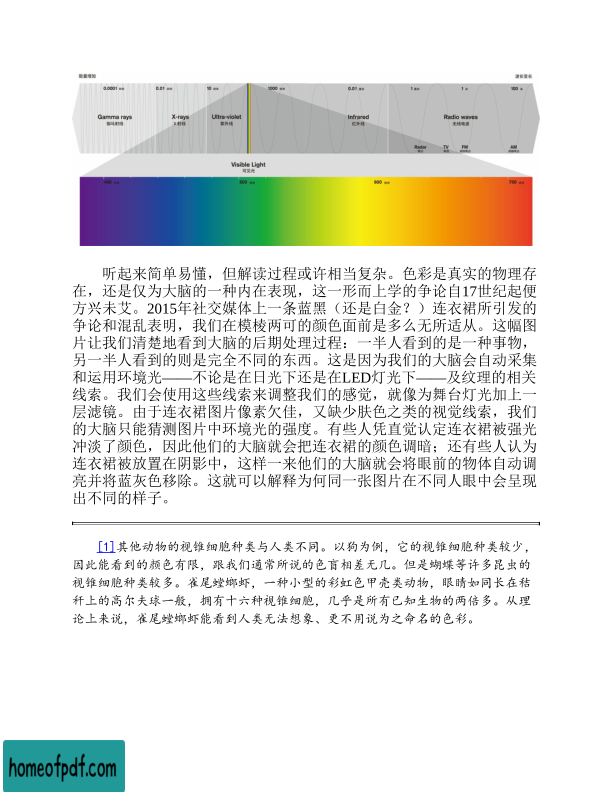 能量增加 波长变长
0.0001 纳米 0.01 纳米 10 纳米 1000 纳米 0.01 厘米 1 厘米 1 米 100 米
Gamma rays X-rays Ultra-violet Infrared Radio waves
伽马射线 X射线 紫外线 红外线 无线电波
Radar TV FM AM
Visible Light
可见光
400 纳米 500 纳米 600 纳米 700 纳米
听起来简单易懂,但解读过程或许相当复杂。色彩是真实的物理存
在,还是仅为大脑的一种内在表现,这一形而上学的争论自17世纪起便
方兴未艾。2015年社交媒体上一条蓝黑(还是白金?)连衣裙所引发的
争论和混乱表明,我们在模棱两可的颜色面前是多么无所适从。这幅图
片让我们清楚地看到大脑的后期处理过程:一半人看到的是一种事物,
另一半人看到的则是完全不同的东西。这是因为我们的大脑会自动采集
和运用环境光——不论是在日光下还是在LED灯光下——及纹理的相关
线索。我们会使用这些线索来调整我们的感觉,就像为舞台灯光加上一
层滤镜。由于连衣裙图片像素欠佳,又缺少肤色之类的视觉线索,我们
的大脑只能猜测图片中环境光的强度。有些人凭直觉认定连衣裙被强光
冲淡了颜色,因此他们的大脑就会把连衣裙的颜色调暗;还有些人认为
连衣裙被放置在阴影中,这样一来他们的大脑就会将眼前的物体自动调
亮并将蓝灰色移除。这就可以解释为何同一张图片在不同人眼中会呈现
出不同的样子。
[1]其他动物的视锥细胞种类与人类不同。以狗为例,它的视锥细胞种类较少,
因此能看到的颜色有限,跟我们通常所说的色盲相差无几。但是蝴蝶等许多昆虫的
视锥细胞种类较多。雀尾螳螂虾,一种小型的彩虹色甲壳类动物,眼睛如同长在秸
秆上的高尔夫球一般,拥有十六种视锥细胞,几乎是所有已知生物的两倍多。从理
论上来说,雀尾螳螂虾能看到人类无法想象、更不用说为之命名的色彩。
homeofpdf.com